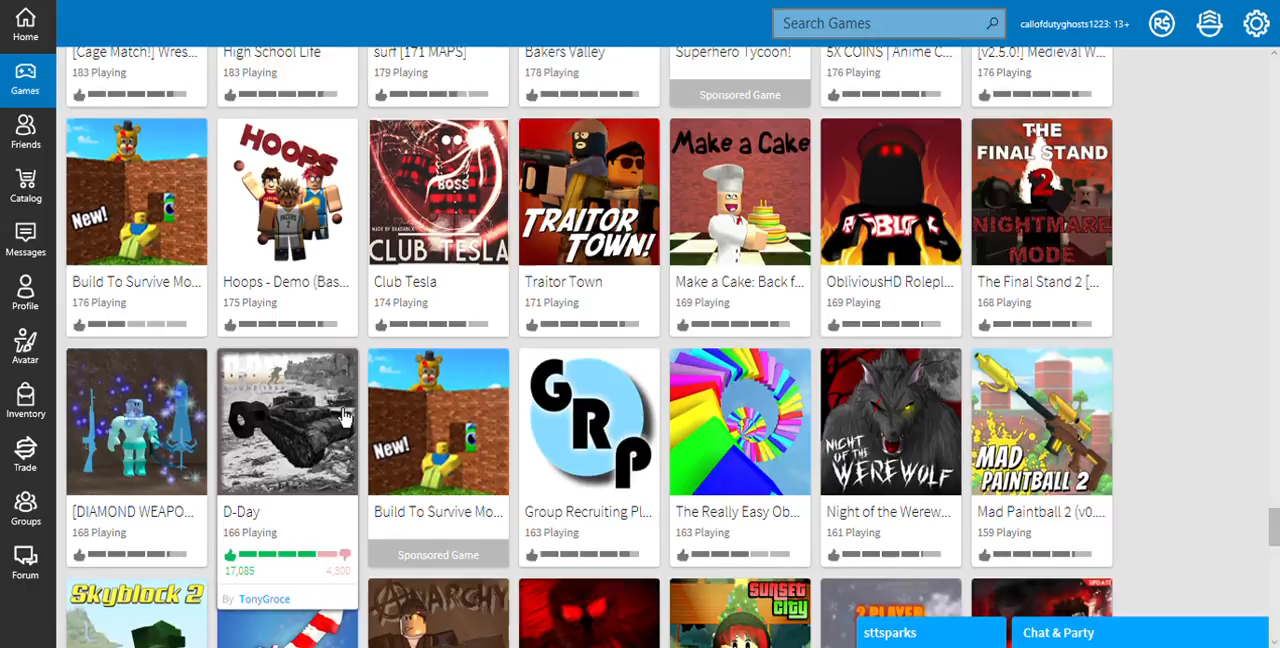 Home
Search Games
callofdutyghosts1223: 13+
R$
Games
Friends
Catalog
Messages
Profile
Avatar
Inventory
Trade
Groups
Forum
[Cage Match!] Wres...
183 Playing
High School Life
183 Playing
surf [171 MAPS]
179 Playing
Bakers Valley
178 Playing
Superhero Tycoon!
Sponsored Game
5X COINS | Anime C...
176 Playing
[v2.5.0!] Medieval W...
176 Playing
New!
Build To Survive Mo...
176 Playing
HOOPS
PACERS
Hoops - Demo (Bas...
175 Playing
BOSS
CLUB TESLA
Club Tesla
174 Playing
TRAITOR
TOWN!
Traitor Town
171 Playing
Make a Cake
Make a Cake: Back f...
169 Playing
ROBLOX
ObliviousHD Rolepl...
169 Playing
THE
FINAL STAND
2
NIGHTMARE
MODE
The Final Stand 2 [...
168 Playing
[DIAMOND WEAPO...
168 Playing
D-Day
166 Playing
17,085
4,300
By TonyGroce
New!
Build To Survive Mo...
Sponsored Game
GRP
Group Recruiting Pl...
163 Playing
The Really Easy Ob...
163 Playing
NIGHT
OF THE
WEREWOLF
Night of the Werew...
161 Playing
MAD
PAINTBALL 2
Mad Paintball 2 (v0....
159 Playing
Skyblock 2
ANARCHY
SUNSET
CITY
2 PLAYER
UPDATE
sttsparks
Chat & Party